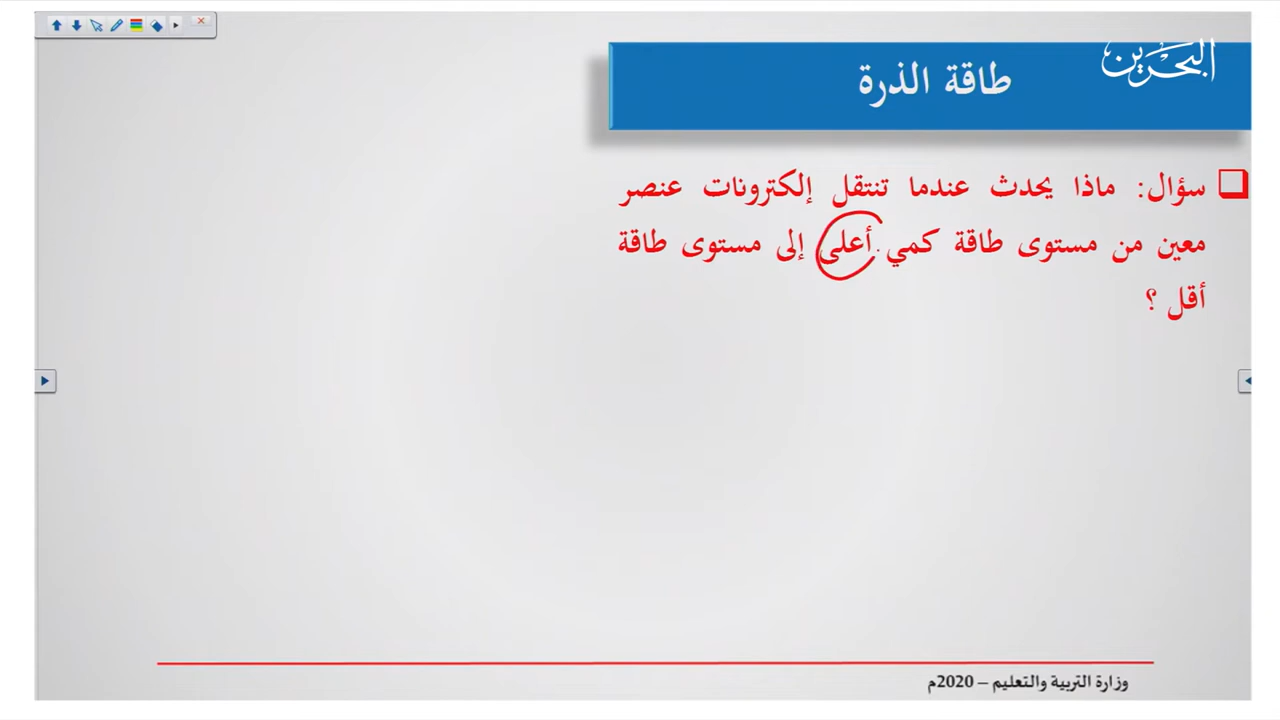 البحرين
طاقة الذرة
سؤال: ماذا يحدث عندما تنتقل إلكترونات عنصر
معين من مستوى طاقة كمي أعلى إلى مستوى طاقة
أقل ؟
وزارة التربية والتعليم – 2020م